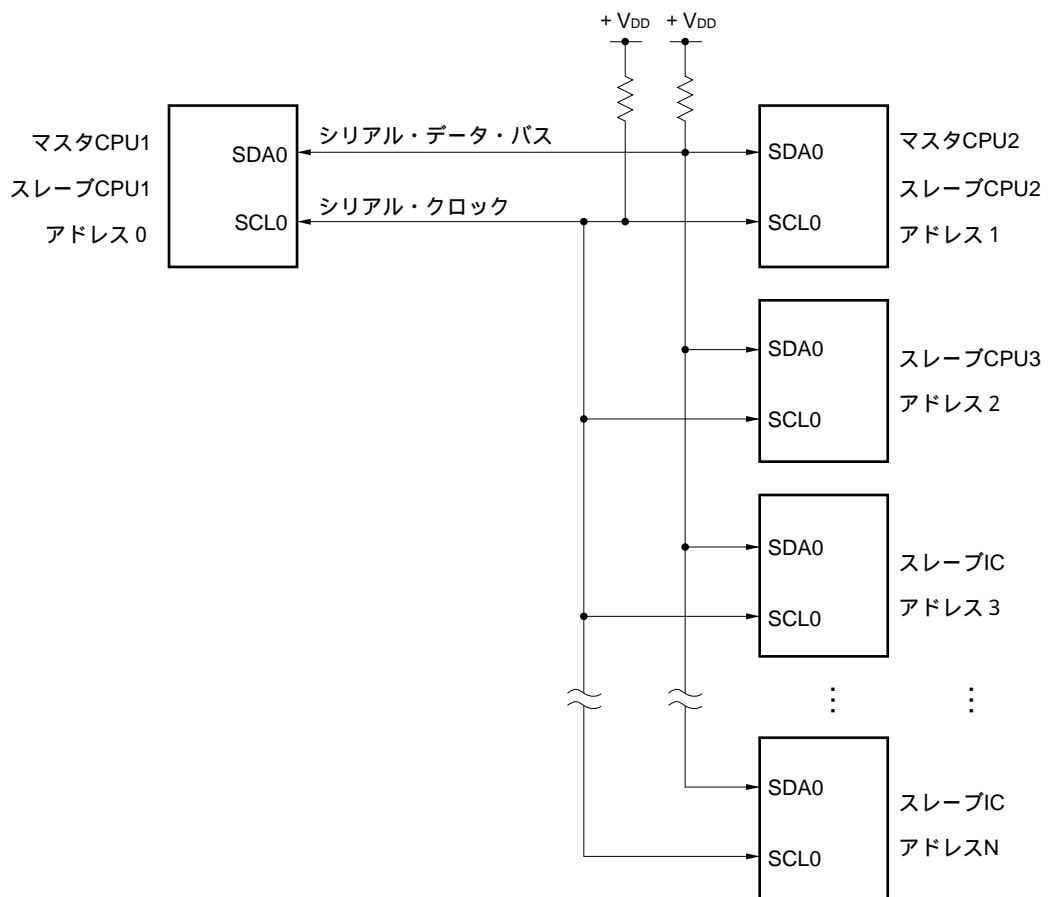 + VDD + VDD
マスタCPU1
スレーブCPU1
アドレス 0
SDA0
SCL0
シリアル・データ・バス
シリアル・クロック
SDA0
SCL0
マスタCPU2
スレーブCPU2
アドレス 1
SDA0
SCL0
スレーブCPU3
アドレス 2
SDA0
SCL0
スレーブIC
アドレス 3
SDA0
SCL0
スレーブIC
アドレスN